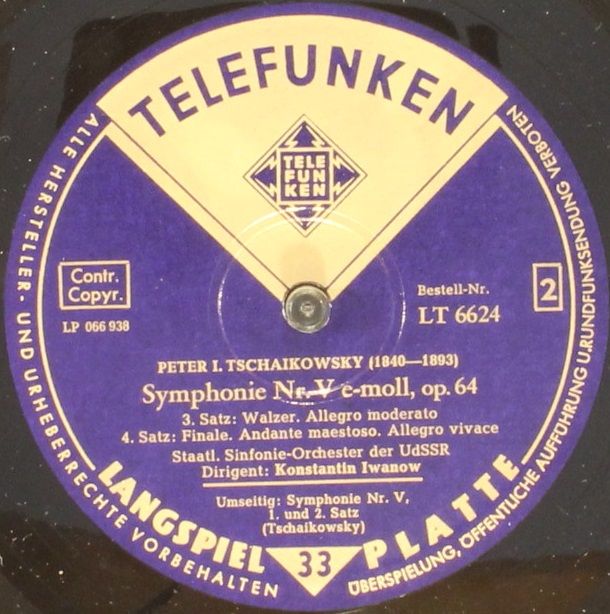 TELEFUNKEN
TELE
FUN
KEN
ALLE HERSTELLER- UND URHEBERRECHTE VORBEHALTEN
ÜBERSPIELUNG, ÖFFENTLICHE AUFFÜHRUNG U. RUNDFUNKSENDUNG VERBOTEN
Contr.
Copyr.
LP 066 938
Bestell-Nr.
LT 6624
2
PETER I. TSCHAIKOWSKY (1840—1893)
Symphonie Nr. V e-moll, op. 64
3. Satz: Walzer. Allegro moderato
4. Satz: Finale. Andante maestoso. Allegro vivace
Staatl. Sinfonie-Orchester der UdSSR
Dirigent: Konstantin Iwanow
Umseitig: Symphonie Nr. V,
1. und 2. Satz
(Tschaikowsky)
LANGSPIEL PLATTE
33